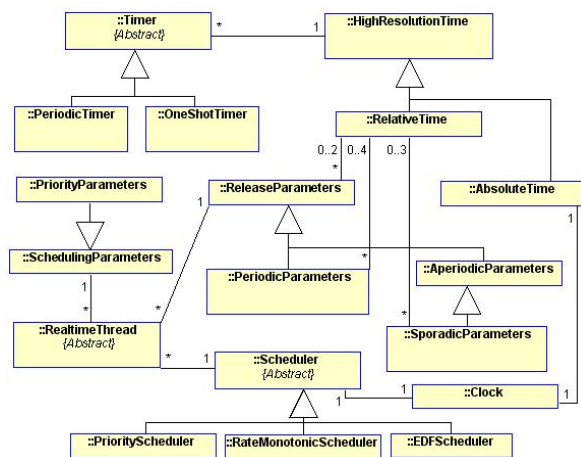 ::Timer
{Abstract}
*
1
::HighResolutionTime
::PeriodicTimer
::OneShotTimer
::RelativeTime
0..2
0..4
0..3
*
::PriorityParameters
1
::ReleaseParameters
::AbsoluteTime
1
::SchedulingParameters
1
*
*
::PeriodicParameters
*
::AperiodicParameters
*
::RealtimeThread
{Abstract}
::SporadicParameters
*
1
::Scheduler
{Abstract}
1
1
::Clock
1
::PriorityScheduler
::RateMonotonicScheduler
::EDFScheduler